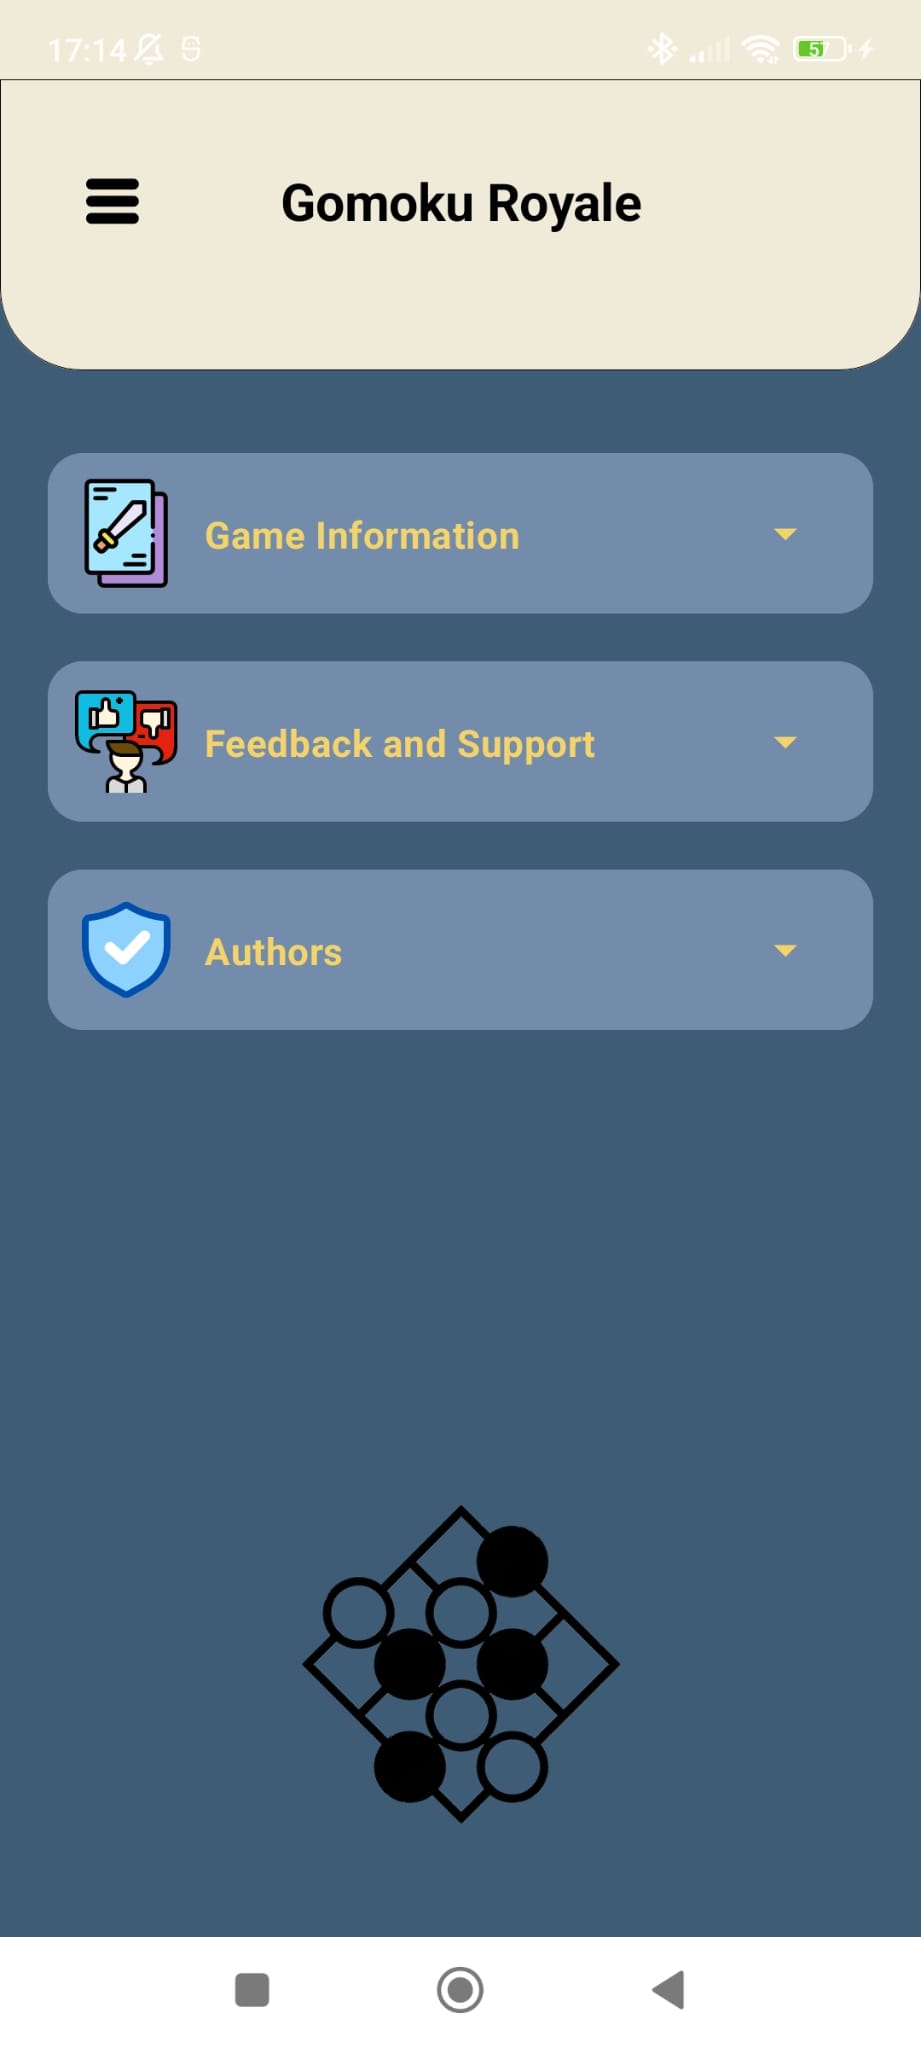 17:14
57
Gomoku Royale
Game Information
Feedback and Support
Authors